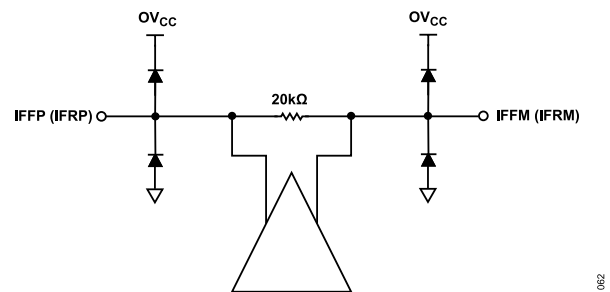 OVCC
OVCC
IFFP (IFRP)
20kΩ
IFFM (IFRM)
062